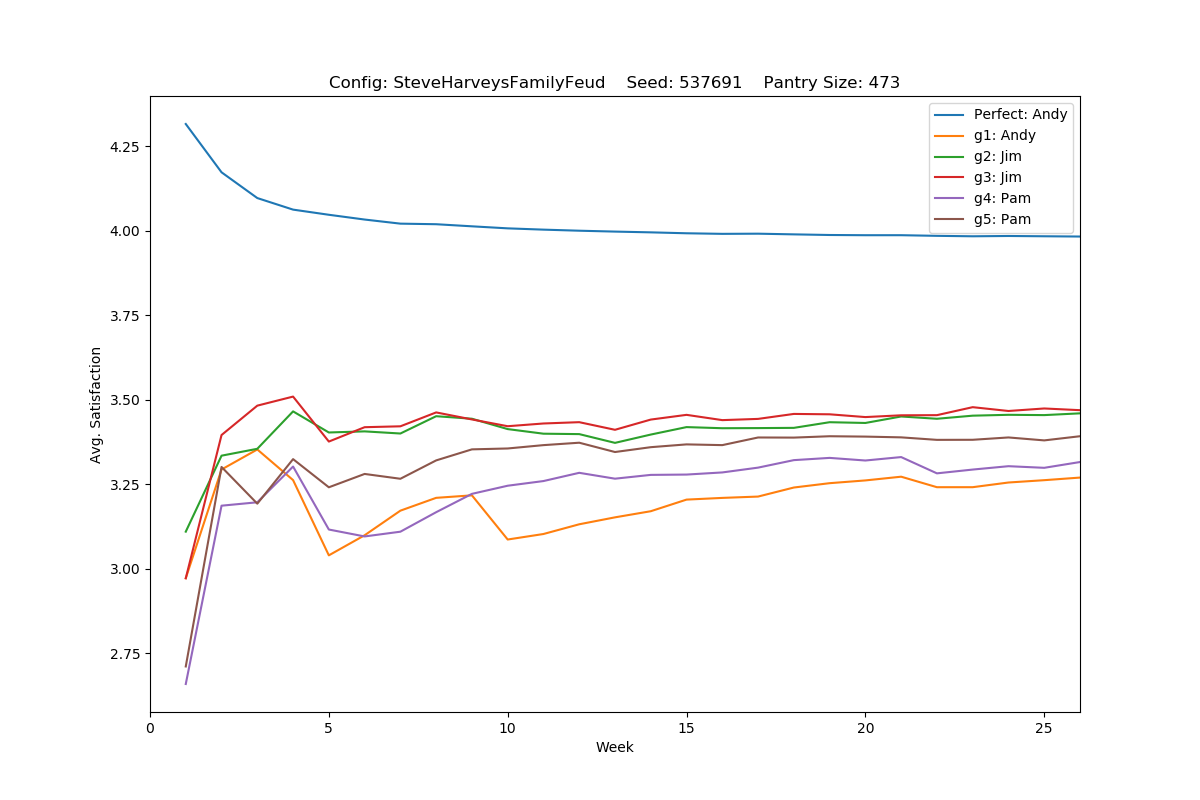 Config: SteveHarveysFamilyFeud    Seed: 537691    Pantry Size: 473
Perfect: Andy
g1: Andy
g2: Jim
g3: Jim
g4: Pam
g5: Pam
Avg. Satisfaction
4.25
4.00
3.75
3.50
3.25
3.00
2.75
0 5 10 15 20 25
Week